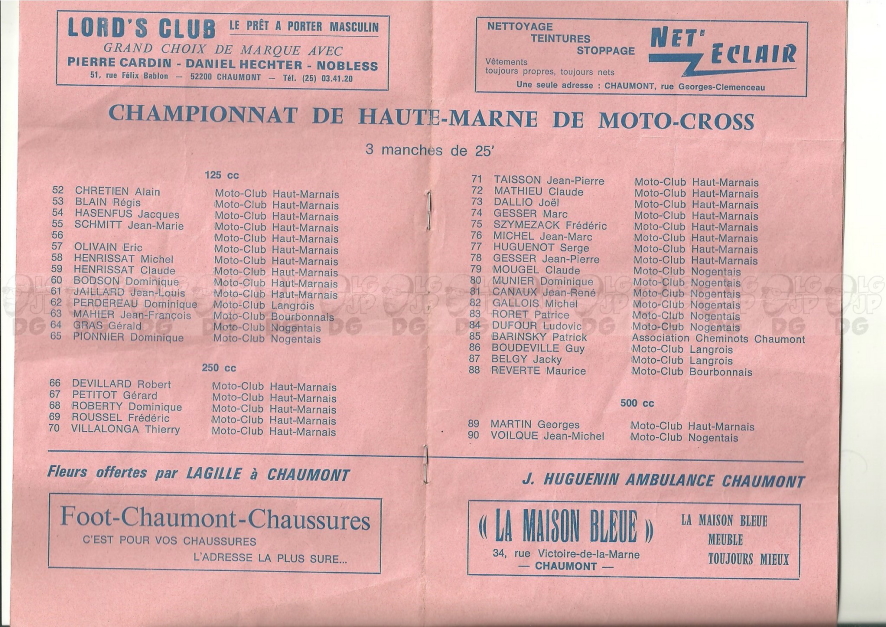 LORD'S CLUB LE PRÊT A PORTER MASCULIN
GRAND CHOIX DE MARQUE AVEC
PIERRE CARDIN - DANIEL HECHTER - NOBLESS
51, rue Félix Bablon — 52200 CHAUMONT — Tél. (25) 03.41.20
NETTOYAGE
TEINTURES
STOPPAGE
Vêtements
toujours propres, toujours nets
NET' ECLAIR
Une seule adresse : CHAUMONT, rue Georges-Clemenceau
CHAMPIONNAT DE HAUTE-MARNE DE MOTO-CROSS
3 manches de 25'
125 cc
52 CHRETIEN Alain Moto-Club Haut-Marnais
53 BLAIN Régis Moto-Club Haut-Marnais
54 HASENFUS Jacques Moto-Club Haut-Marnais
55 SCHMITT Jean-Marie Moto-Club Haut-Marnais
56 Moto-Club Haut-Marnais
57 OLIVAIN Eric Moto-Club Haut-Marnais
58 HENRISSAT Michel Moto-Club Haut-Marnais
59 HENRISSAT Claude Moto-Club Haut-Marnais
60 BODSON Dominique Moto-Club Haut-Marnais
61 JAILLARD Jean-Louis Moto-Club Haut-Marnais
62 PERDEREAU Dominique Moto-Club Langrois
63 MAHIER Jean-François Moto-Club Bourbonnais
64 GRAS Gérald Moto-Club Nogentais
65 PIONNIER Dominique Moto-Club Nogentais
250 cc
66 DEVILLARD Robert Moto-Club Haut-Marnais
67 PETITOT Gérard Moto-Club Haut-Marnais
68 ROBERTY Dominique Moto-Club Haut-Marnais
69 ROUSSEL Frédéric Moto-Club Haut-Marnais
70 VILLALONGA Thierry Moto-Club Haut-Marnais
71 TAISSON Jean-Pierre Moto-Club Haut-Marnais
72 MATHIEU Claude Moto-Club Haut-Marnais
73 DALLIO Joël Moto-Club Haut-Marnais
74 GESSER Marc Moto-Club Haut-Marnais
75 SZYMEZACK Frédéric Moto-Club Haut-Marnais
76 MICHEL Jean-Marc Moto-Club Haut-Marnais
77 HUGUENOT Serge Moto-Club Haut-Marnais
78 GESSER Jean-Pierre Moto-Club Haut-Marnais
79 MOUGEL Claude Moto-Club Nogentais
80 MUNIER Dominique Moto-Club Nogentais
81 CANAUX Jean-René Moto-Club Nogentais
82 GALLOIS Michel Moto-Club Nogentais
83 RORET Patrice Moto-Club Nogentais
84 DUFOUR Ludovic Moto-Club Nogentais
85 BARINSKY Patrick Association Cheminots Chaumont
86 BOUDEVILLE Guy Moto-Club Langrois
87 BELGY Jacky Moto-Club Langrois
88 REVERTE Maurice Moto-Club Bourbonnais
500 cc
89 MARTIN Georges Moto-Club Haut-Marnais
90 VOILQUE Jean-Michel Moto-Club Nogentais
Fleurs offertes par LAGILLE à CHAUMONT
J. HUGUENIN AMBULANCE CHAUMONT
Foot-Chaumont-Chaussures
C'EST POUR VOS CHAUSSURES
L'ADRESSE LA PLUS SURE...
« LA MAISON BLEUE »
34, rue Victoire-de-la-Marne
— CHAUMONT —
LA MAISON BLEUE
MEUBLE
TOUJOURS MIEUX